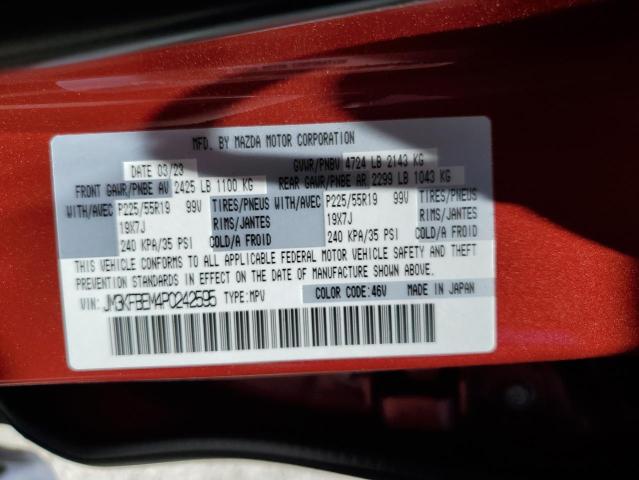 MFD. BY MAZDA MOTOR CORPORATION
DATE 03/23 GVWR/PNBV 4724 LB 2143 KG
FRONT GAWR/PNBE AV 2425 LB 1100 KG REAR GAWR/PNBE AR 2299 LB 1043 KG
WITH/AVEC P225/55R19 99V TIRES/PNEUS WITH/AVEC P225/55R19 99V TIRES/PNEUS
19X7J RIMS/JANTES 19X7J RIMS/JANTES
240 KPA/35 PSI COLD/A FROID 240 KPA/35 PSI COLD/A FROID
THIS VEHICLE CONFORMS TO ALL APPLICABLE FEDERAL MOTOR VEHICLE SAFETY AND THEFT
PREVENTION STANDARDS IN EFFECT ON THE DATE OF MANUFACTURE SHOWN ABOVE.
VIN: JM3KFBEM4P0242595 TYPE:MPV COLOR CODE:46V MADE IN JAPAN